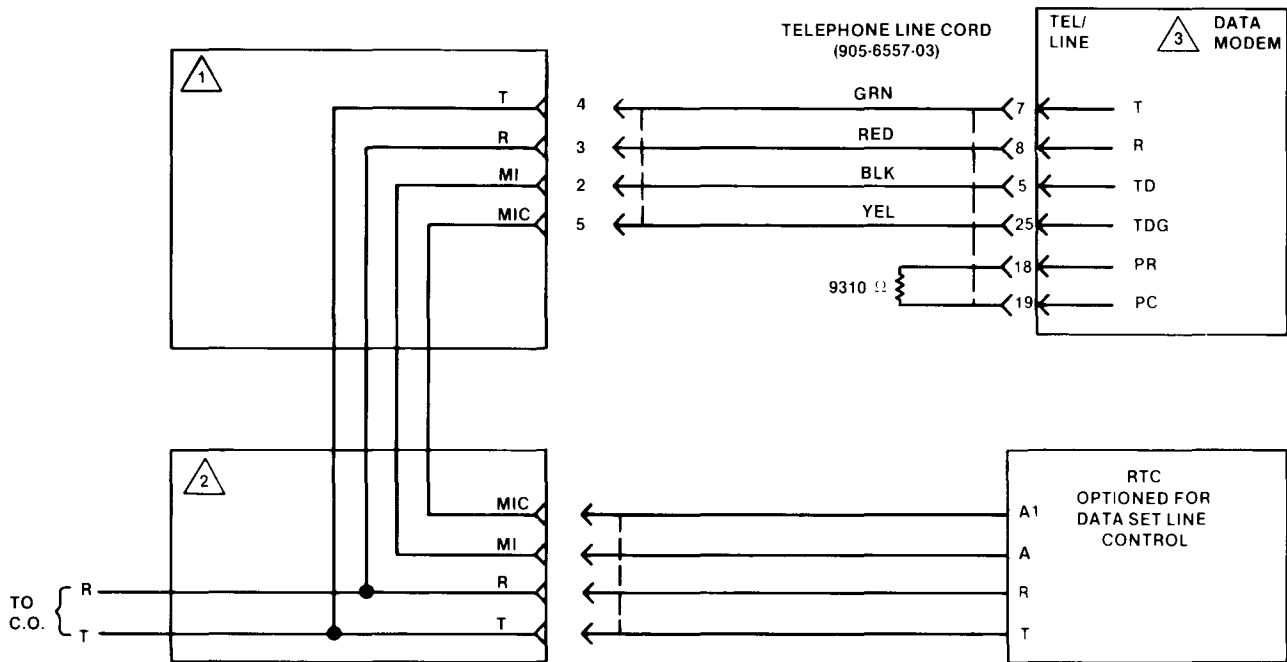 TELEPHONE LINE CORD
(905-6557-03)
TEL/
LINE
3
DATA
MODEM
1
T
4
GRN
7
T
R
3
RED
8
R
MI
2
BLK
5
TD
MIC
5
YEL
25
TDG
18
PR
9310 Ω
19
PC
2
RTC
OPTIONED FOR
DATA SET LINE
CONTROL
MIC
A1
MI
A
TO
C.O.
R
R
R
T
T
T